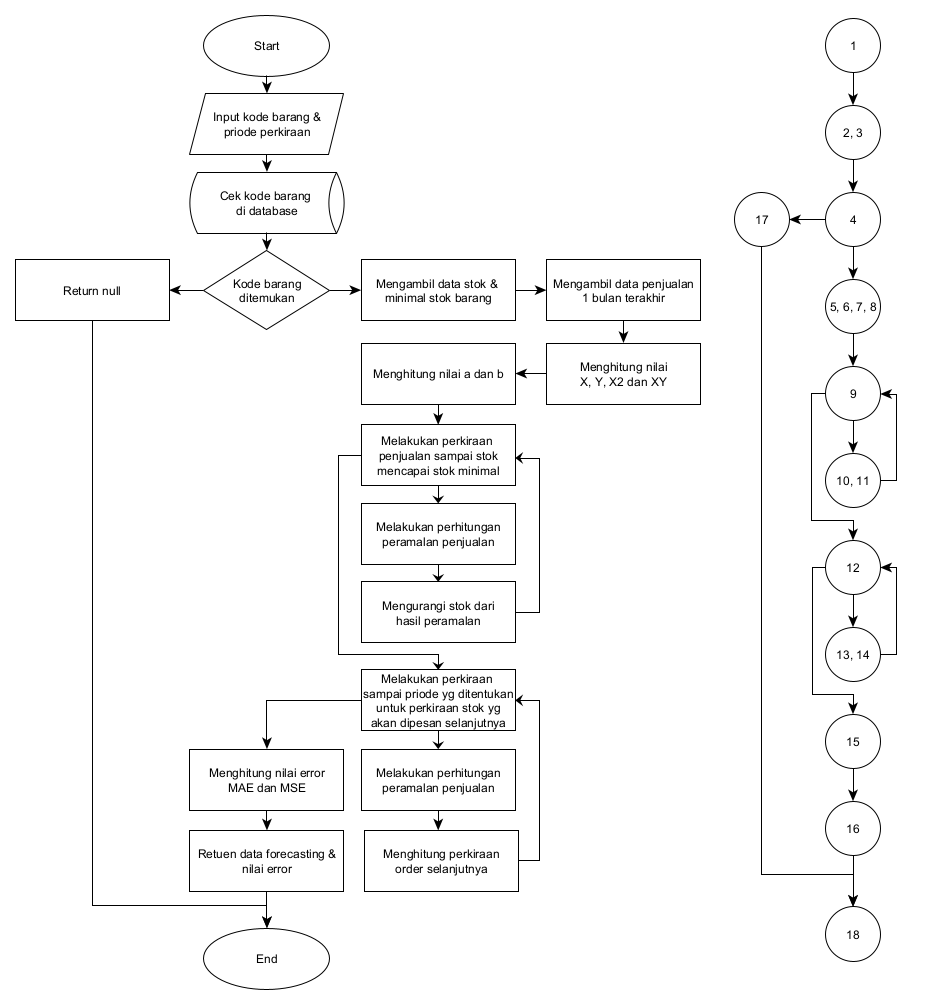 Start
Input kode barang &
priode perkiraan
Cek kode barang
di database
Kode barang
ditemukan
Return null
Mengambil data stok &
minimal stok barang
Mengambil data penjualan
1 bulan terakhir
Menghitung nilai
X, Y, X2 dan XY
Menghitung nilai a dan b
Melakukan perkiraan
penjualan sampai stok
mencapai stok minimal
Melakukan perhitungan
peramalan penjualan
Mengurangi stok dari
hasil peramalan
Melakukan perkiraan
sampai priode yg ditentukan
untuk perkiraan stok yg
akan dipesan selanjutnya
Melakukan perhitungan
peramalan penjualan
Menghitung perkiraan
order selanjutnya
Menghitung nilai error
MAE dan MSE
Retuen data forecasting &
nilai error
End
1
2, 3
4
17
5, 6, 7, 8
9
10, 11
12
13, 14
15
16
18